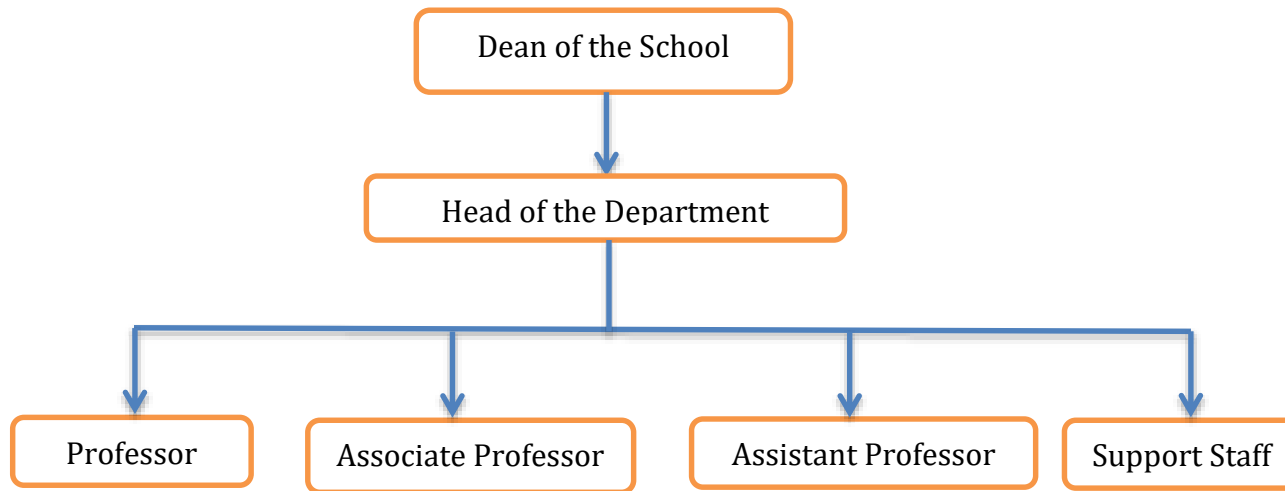 Dean of the School
Head of the Department
Professor
Associate Professor
Assistant Professor
Support Staff